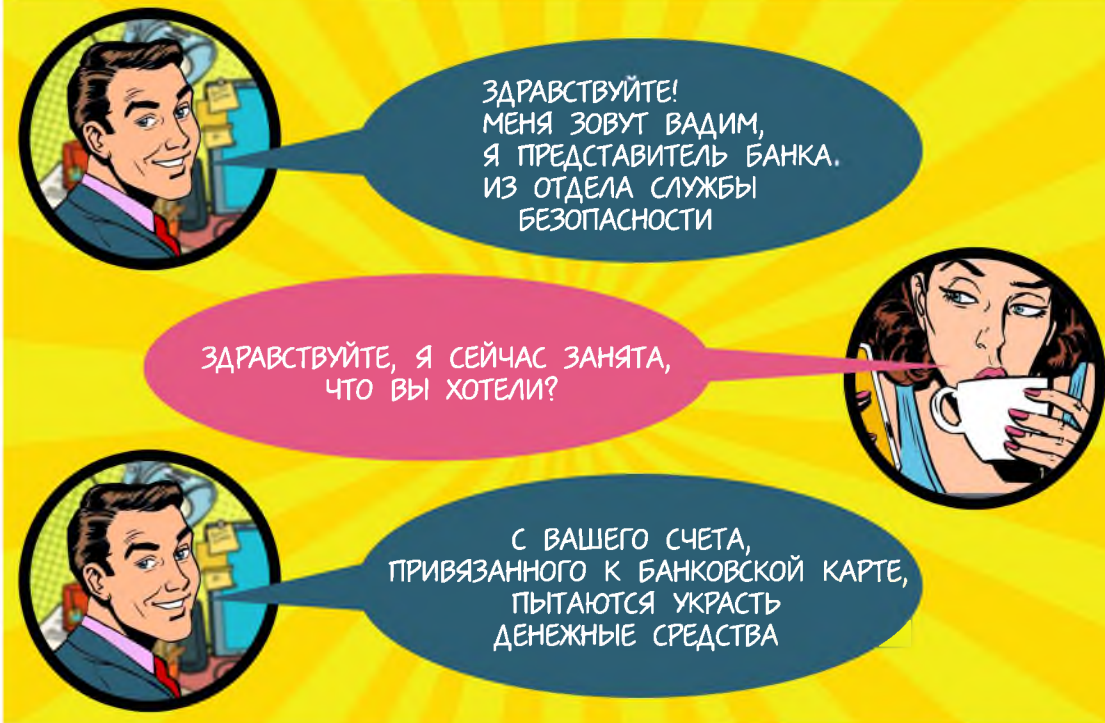 ЗДРАВСТВУЙТЕ!
МЕНЯ ЗОВУТ ВАДИМ,
Я ПРЕДСТАВИТЕЛЬ БАНКА.
ИЗ ОТДЕЛА СЛУЖБЫ
БЕЗОПАСНОСТИ
ЗДРАВСТВУЙТЕ, Я СЕЙЧАС ЗАНЯТА,
ЧТО ВЫ ХОТЕЛИ?
С ВАШЕГО СЧЕТА,
ПРИВЯЗАННОГО К БАНКОВСКОЙ КАРТЕ,
ПЫТАЮТСЯ УКРАСТЬ
ДЕНЕЖНЫЕ СРЕДСТВА